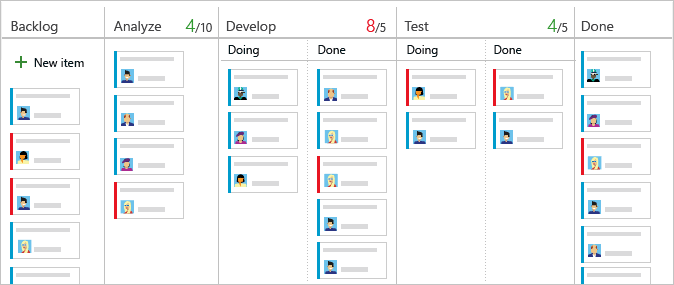 Backlog
Analyze 4/10
Develop 8/5
Test 4/5
Done
New item
Doing
Done
Doing
Done